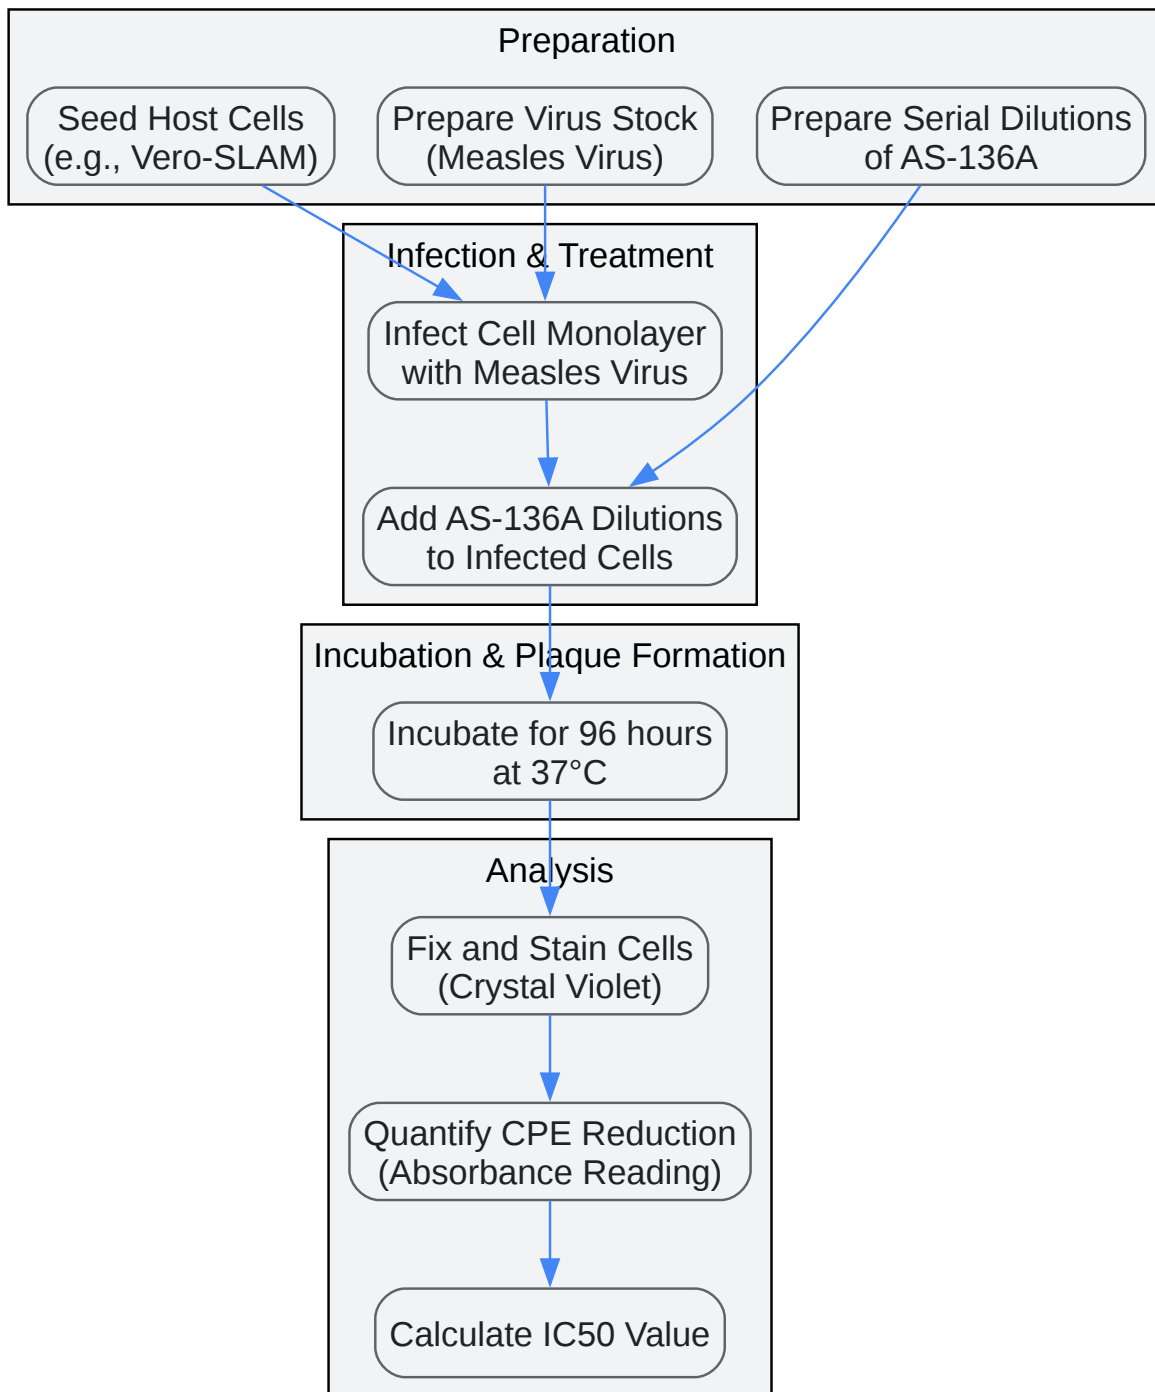 Preparation
Seed Host Cells
(e.g., Vero-SLAM)
Prepare Virus Stock
(Measles Virus)
Prepare Serial Dilutions
of AS-136A
Infection & Treatment
Infect Cell Monolayer
with Measles Virus
Add AS-136A Dilutions
to Infected Cells
Incubation & Plaque Formation
Incubate for 96 hours
at 37°C
Analysis
Fix and Stain Cells
(Crystal Violet)
Quantify CPE Reduction
(Absorbance Reading)
Calculate IC50 Value